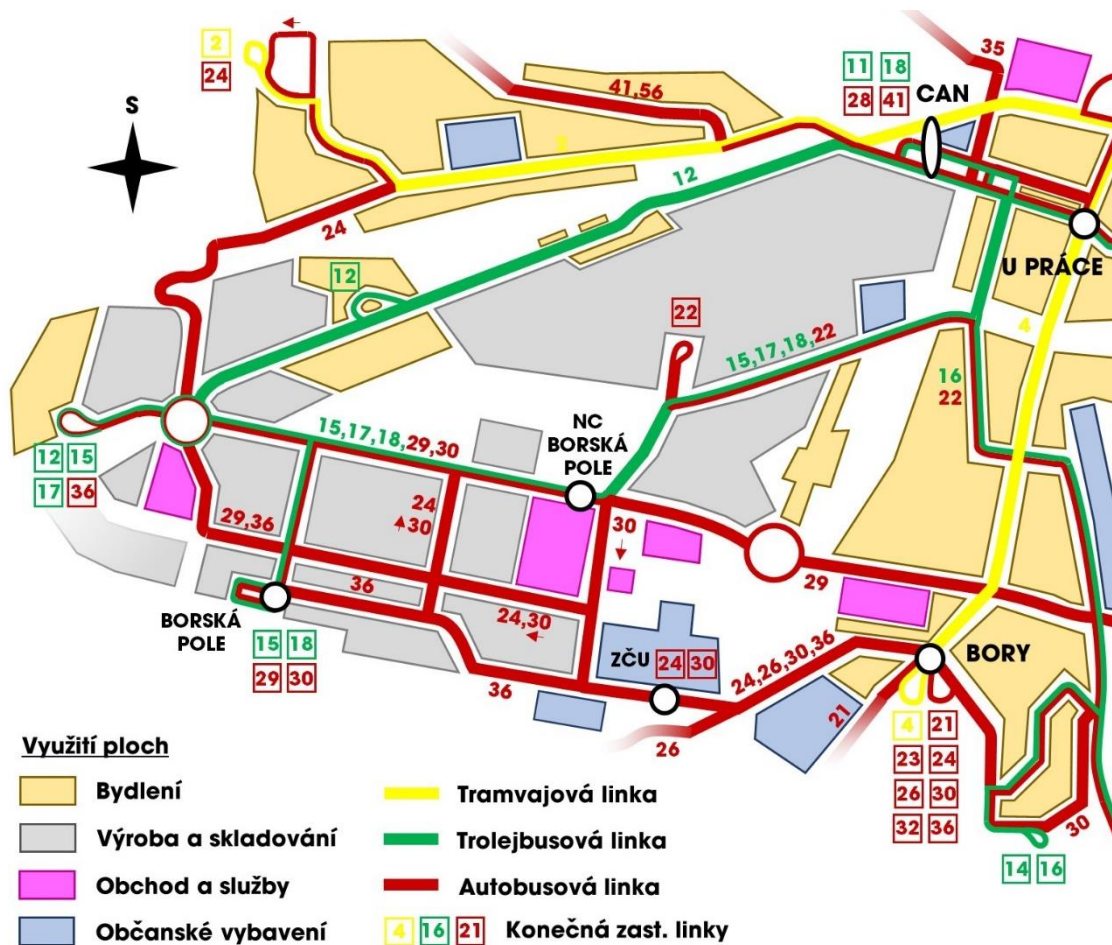 2
24
S
41,56
2
11 18
28 41
CAN
35
12
24
12
U PRÁCE
22
4
15,17,18,22
16
22
12 15
17 36
15,17,18,29,30
NC
BORSKÁ
POLE
24
30
29,36
30
29
36
BORSKÁ
POLE
15 18
29 30
24,30
ZČU
24 30
24,26,30,36
BORY
36
26
21
4 21
23 24
26 30
32 36
30
14 16
Využití ploch
Bydlení
Výroba a skladování
Obchod a služby
Občanské vybavení
Tramvajová linka
Trolejbusová linka
Autobusová linka
4 16 21 Konečná zast. linky